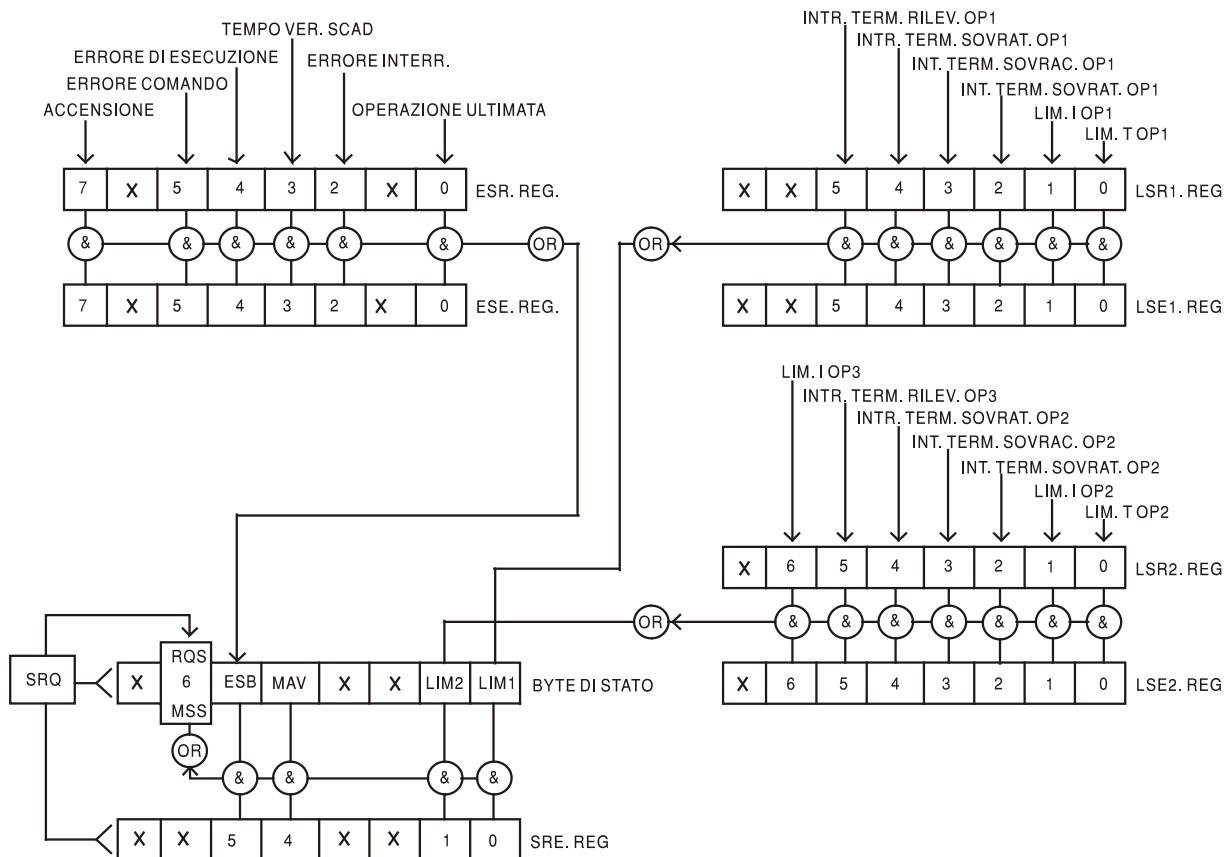 TEMPO VER. SCAD
ERRORE DI ESECUZIONE
ERRORE INTERR.
ERRORE COMANDO
ACCENSIONE
OPERAZIONE ULTIMATA
7 X 5 4 3 2 X 0 ESR. REG.
& & & & & & OR
7 X 5 4 3 2 X 0 ESE. REG.
INTR. TERM. RILEV. OP1
INTR. TERM. SOVRAT. OP1
INT. TERM. SOVRAC. OP1
INT. TERM. SOVRAT. OP1
LIM. I OP1
LIM. T OP1
X X 5 4 3 2 1 0 LSR1. REG
OR & & & & & &
X X 5 4 3 2 1 0 LSE1. REG
LIM. I OP3
INTR. TERM. RILEV. OP3
INTR. TERM. SOVRAT. OP2
INT. TERM. SOVRAC. OP2
INT. TERM. SOVRAT. OP2
LIM. I OP2
LIM. T OP2
X 6 5 4 3 2 1 0 LSR2. REG
OR & & & & & & &
X 6 5 4 3 2 1 0 LSE2. REG
RQS
SRQ X 6 ESB MAV X X LIM2 LIM1 BYTE DI STATO
MSS
OR
& & & &
X X 5 4 X X 1 0 SRE. REG